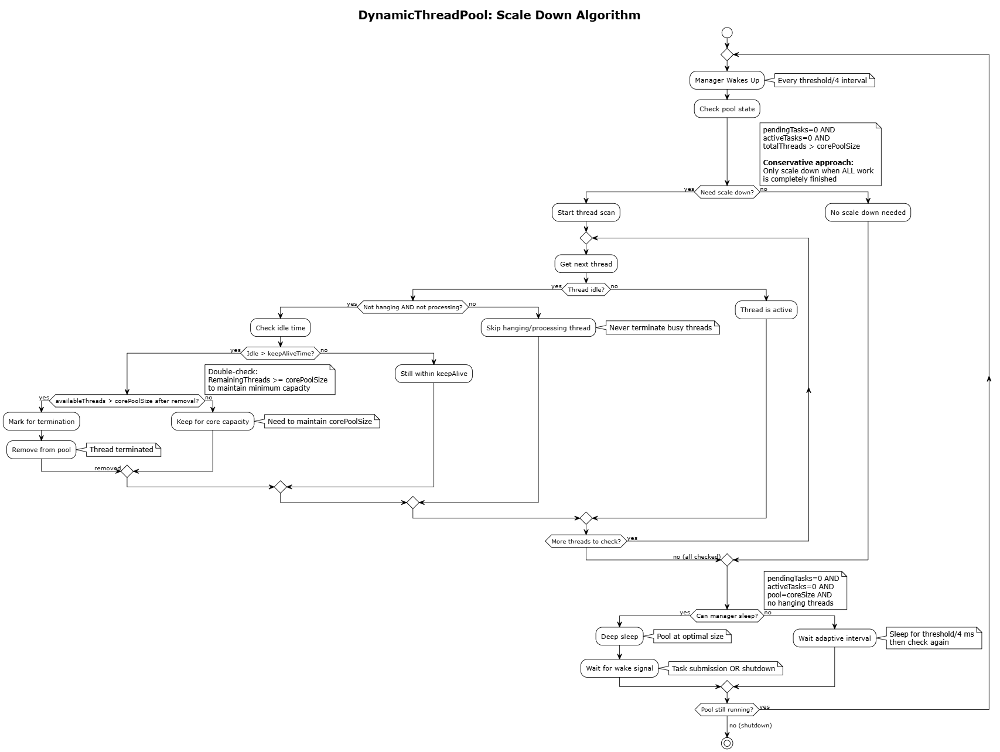 DynamicThreadPool: Scale Down Algorithm
Manager Wakes Up
Every threshold/4 interval
Check pool state
pendingTasks=0 AND
activeTasks=0 AND
totalThreads > corePoolSize
Conservative approach:
Only scale down when ALL work
is completely finished
yes
Need scale down?
no
Start thread scan
No scale down needed
Get next thread
yes
Thread idle?
no
yes
Not hanging AND not processing?
no
Thread is active
Check idle time
Skip hanging/processing thread
Never terminate busy threads
yes
Idle > keepAliveTime?
no
Double-check:
RemainingThreads >= corePoolSize
to maintain minimum capacity
Still within keepAlive
yes
availableThreads > corePoolSize after removal?
no
Mark for termination
Keep for core capacity
Need to maintain corePoolSize
Remove from pool
Thread terminated
removed
More threads to check?
yes
no (all checked)
pendingTasks=0 AND
activeTasks=0 AND
pool=coreSize AND
no hanging threads
yes
Can manager sleep?
no
Deep sleep
Pool at optimal size
Wait adaptive interval
Sleep for threshold/4 ms
then check again
Wait for wake signal
Task submission OR shutdown
Pool still running?
yes
no (shutdown)